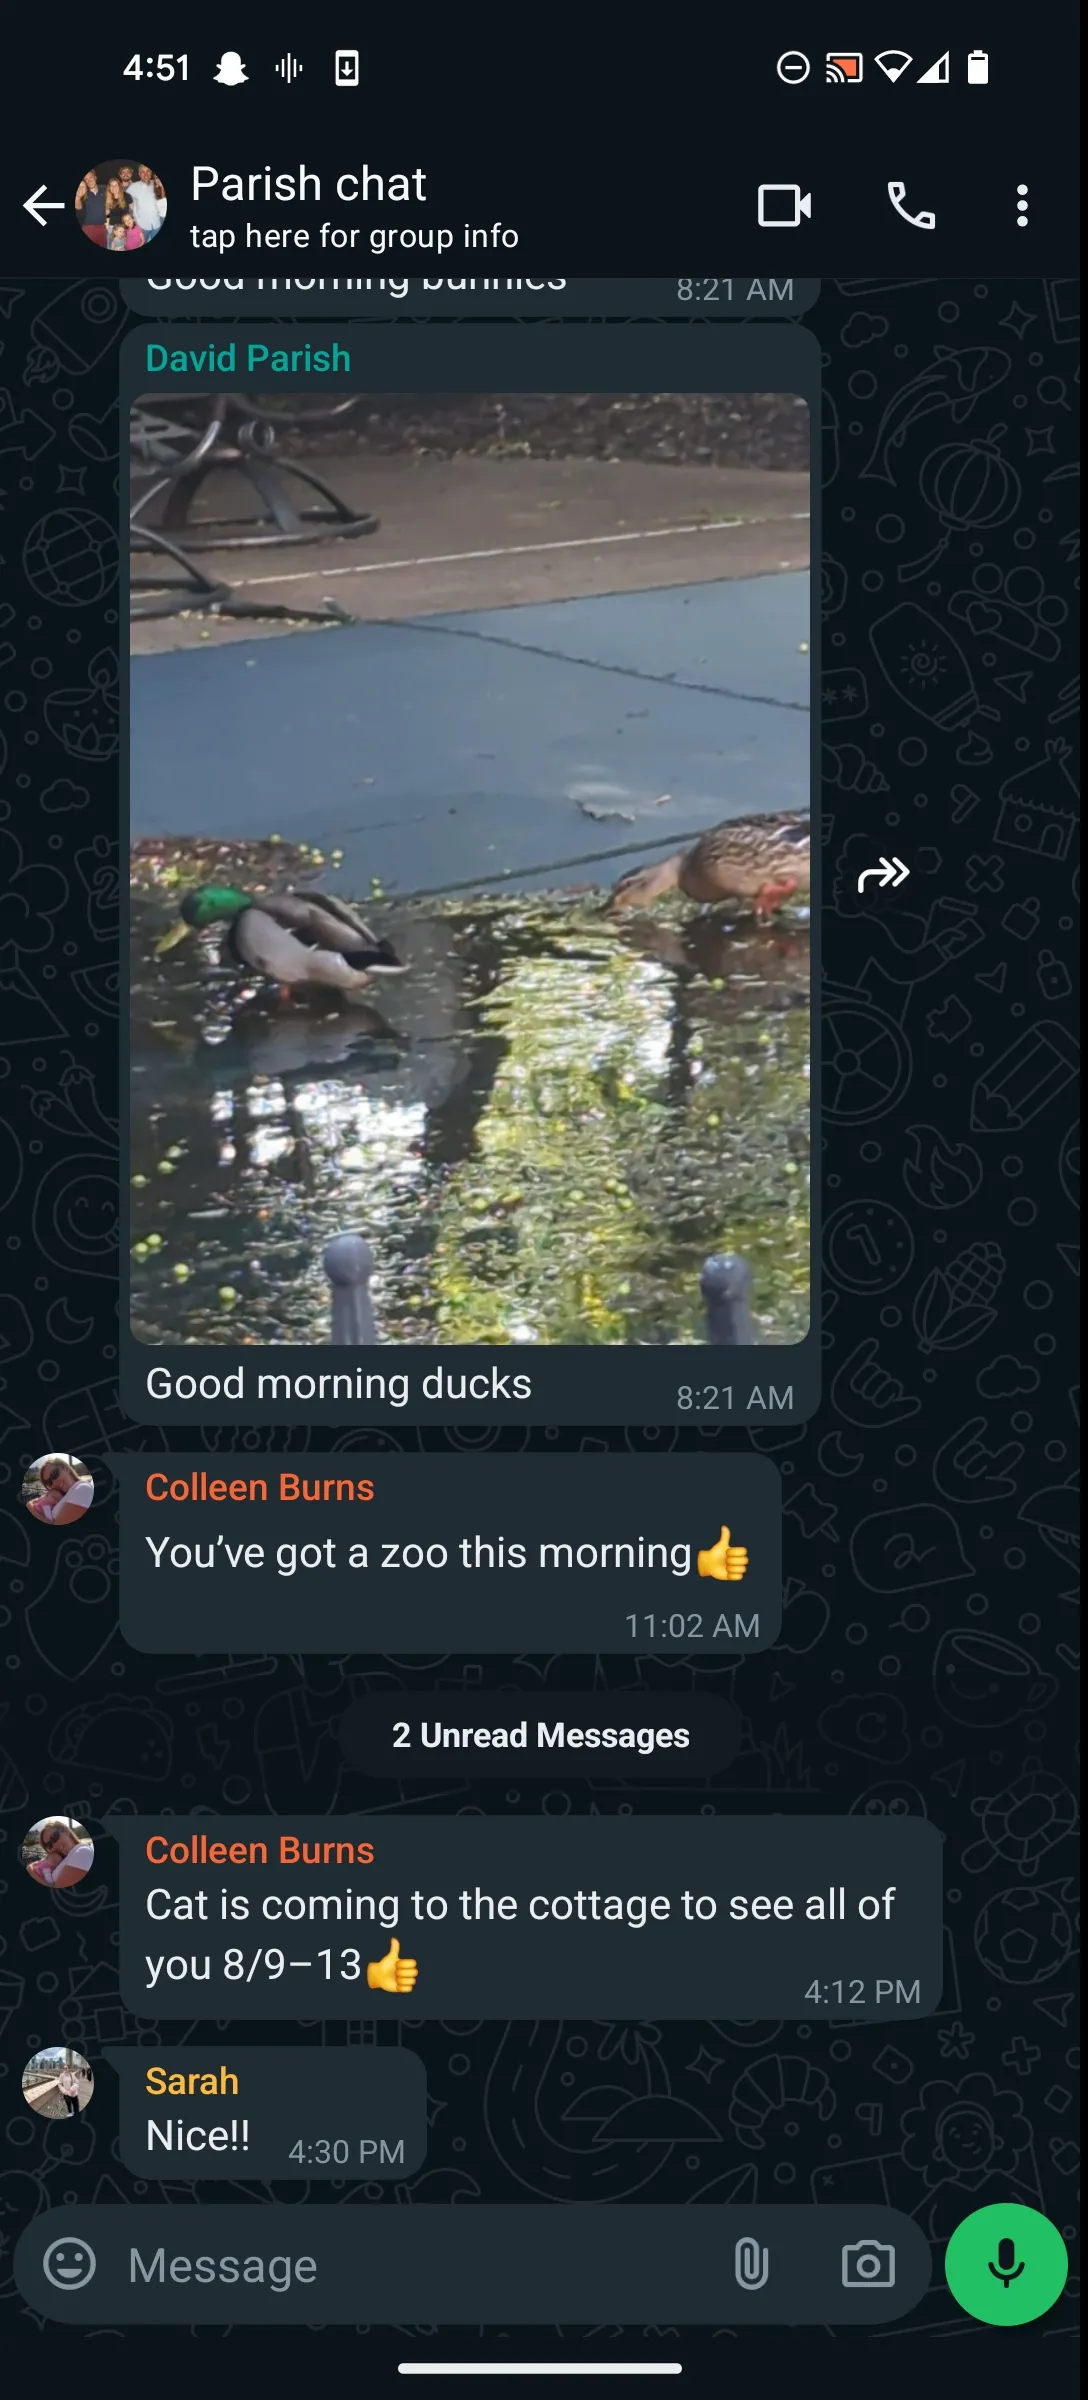 4:51
Parish chat
tap here for group info
Good morning bunnies
8:21 AM
David Parish
Good morning ducks
8:21 AM
Colleen Burns
You’ve got a zoo this morning👍
11:02 AM
2 Unread Messages
Colleen Burns
Cat is coming to the cottage to see all of
you 8/9–13👍
4:12 PM
Sarah
Nice!!
4:30 PM
Message